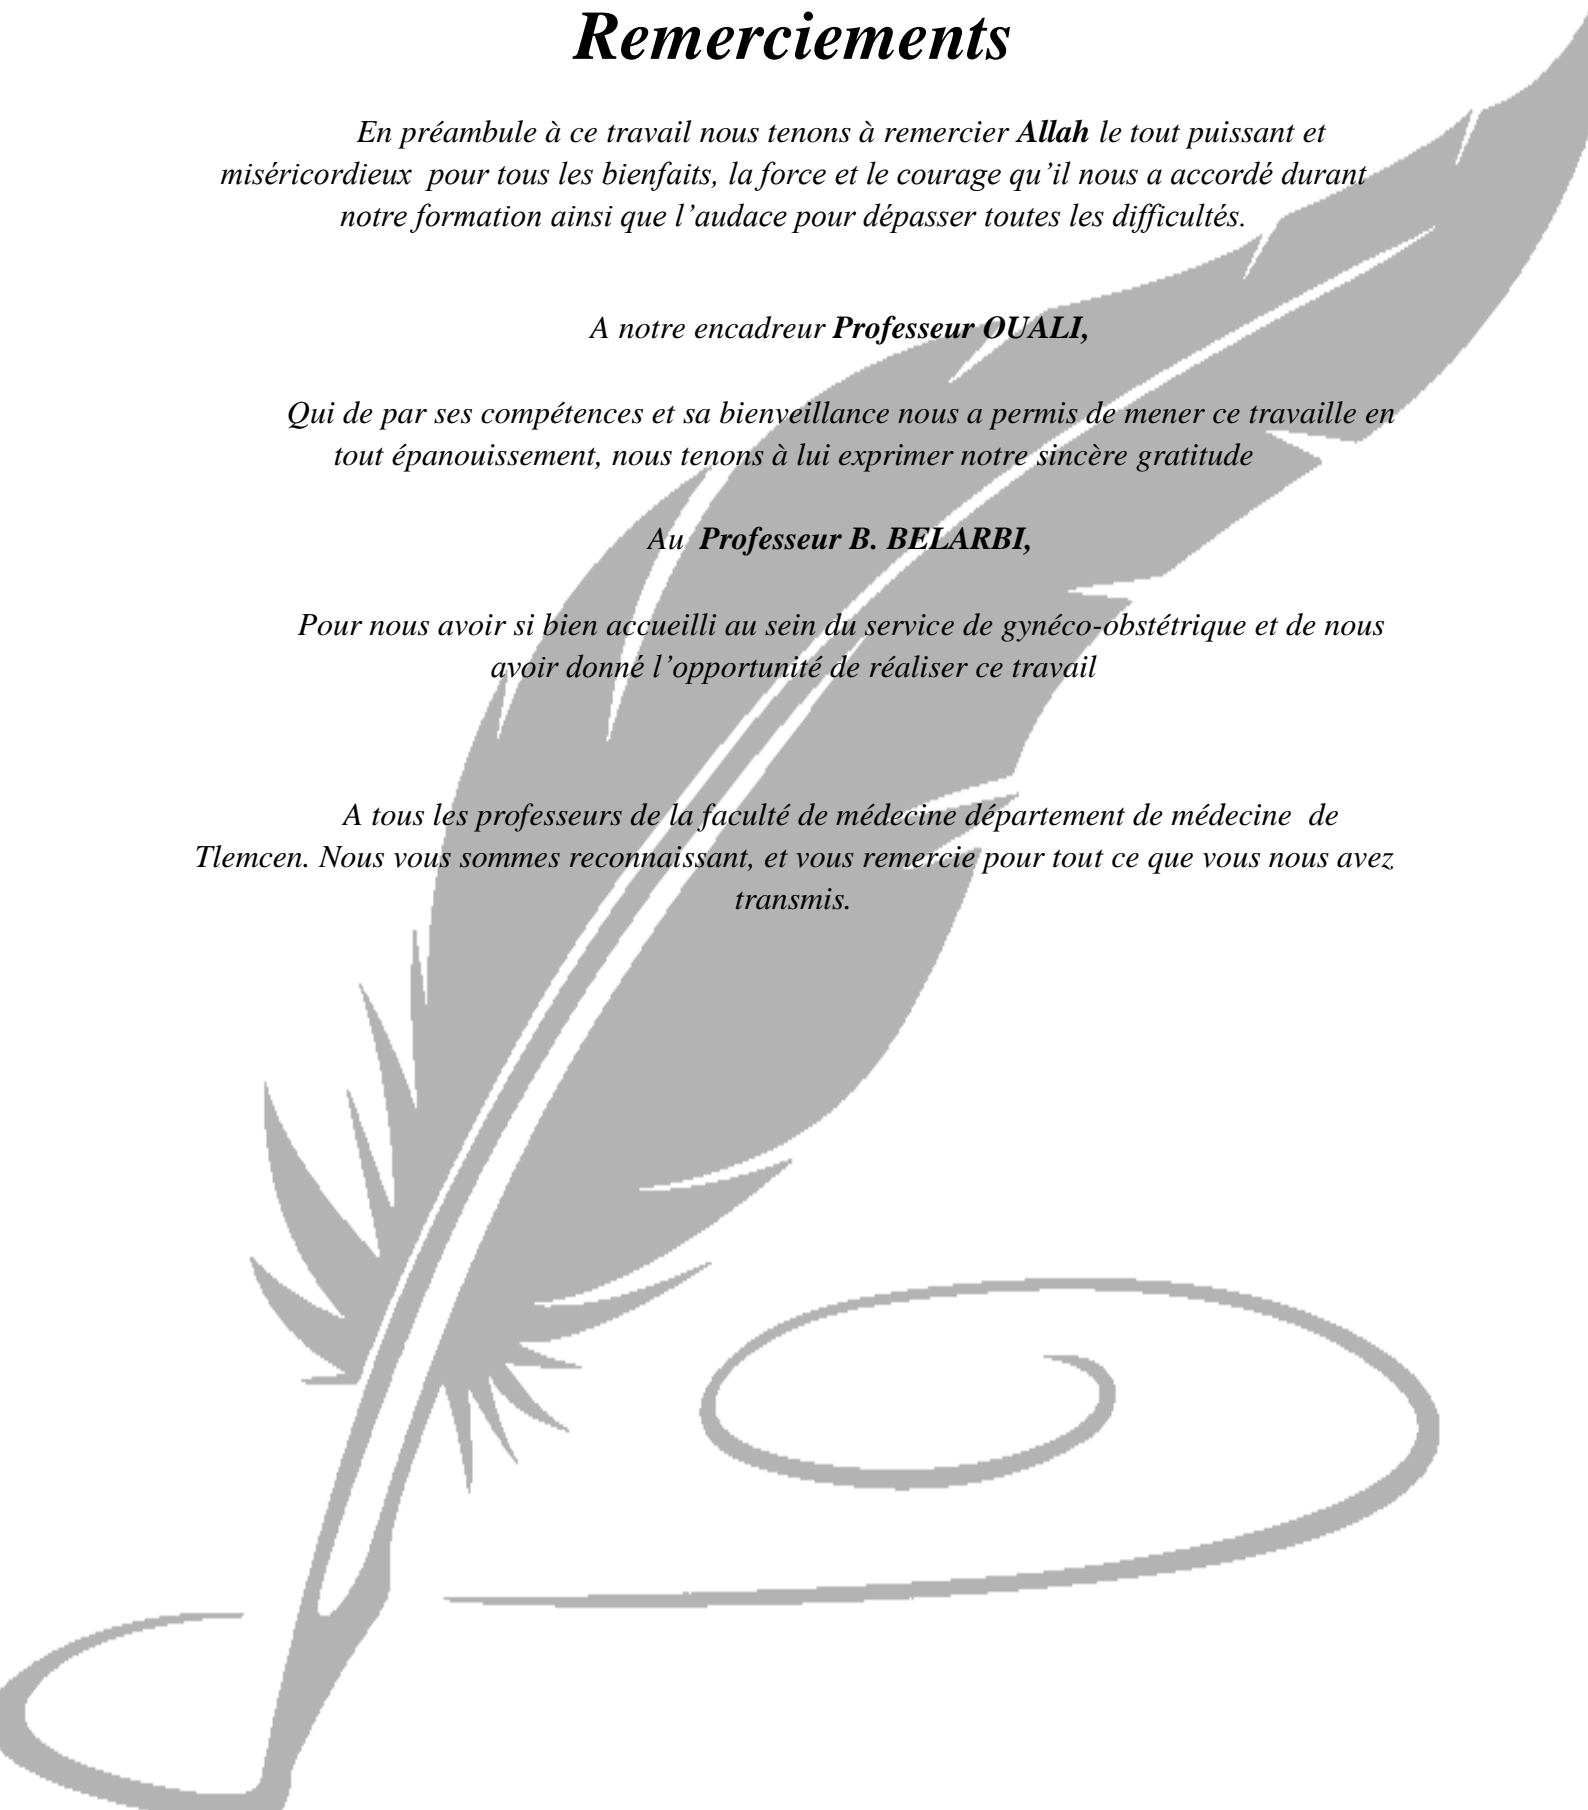 Remerciements
En préambule à ce travail nous tenons à remercier Allah le tout puissant et
miséricordieux  pour tous les bienfaits, la force et le courage qu’il nous a accordé durant
notre formation ainsi que l’audace pour dépasser toutes les difficultés.
A notre encadreur Professeur OUALI,
Qui de par ses compétences et sa bienveillance nous a permis de mener ce travaille en
tout épanouissement, nous tenons à lui exprimer notre sincère gratitude
Au  Professeur B. BELARBI,
Pour nous avoir si bien accueilli au sein du service de gynéco-obstétrique et de nous
avoir donné l’opportunité de réaliser ce travail
A tous les professeurs de la faculté de médecine département de médecine  de
Tlemcen. Nous vous sommes reconnaissant, et vous remercie pour tout ce que vous nous avez
transmis.